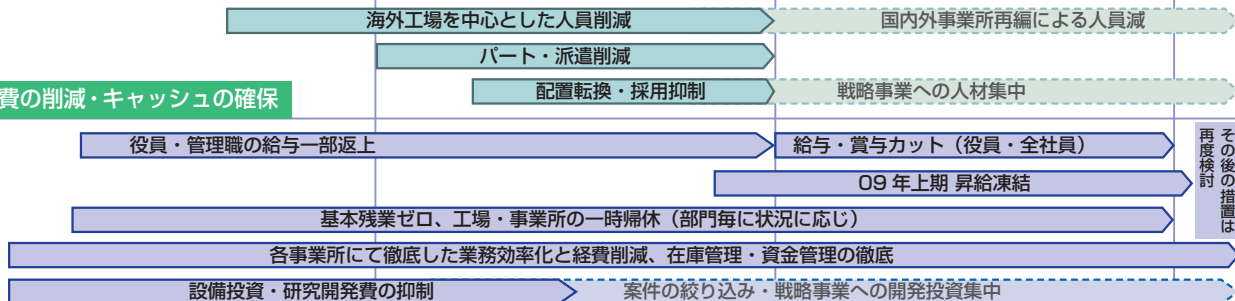 海外工場を中心とした人員削減
国内外事業所再編による人員減
パート・派遣削減
配置転換・採用抑制
戦略事業への人材集中
費の削減・キャッシュの確保
役員・管理職の給与一部返上
給与・賞与カット（役員・全社員）
09 年上期 昇給凍結
その後の措置は
再度検討
基本残業ゼロ、工場・事業所の一時帰休（部門毎に状況に応じ）
各事業所にて徹底した業務効率化と経費削減、在庫管理・資金管理の徹底
設備投資・研究開発費の抑制
案件の絞り込み・戦略事業への開発投資集中